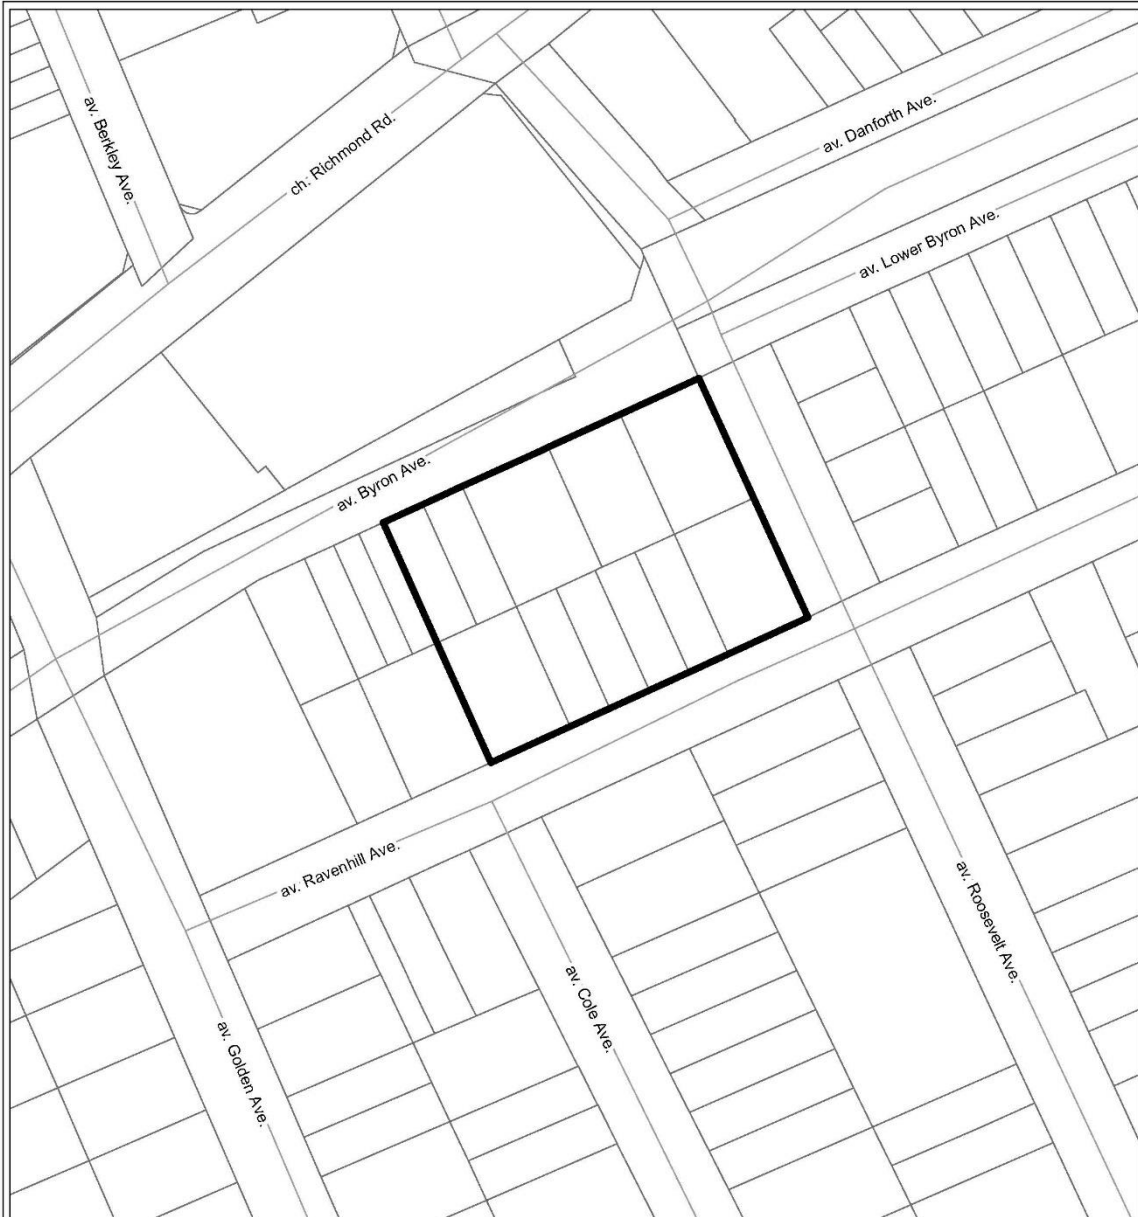 av. Berkley Ave.
ch. Richmond Rd.
av. Danforth Ave.
av. Lower Byron Ave.
av. Byron Ave.
av. Ravenhill Ave.
av. Roosevelt Ave.
av. Cole Ave.
av. Golden Ave.